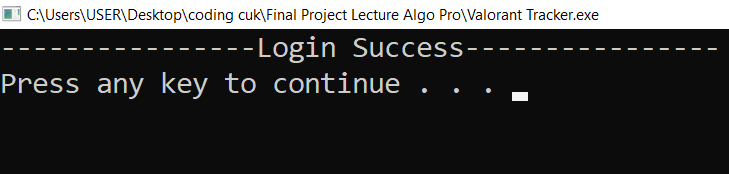 C:\Users\USER\Desktop\coding cuk\Final Project Lecture Algo Pro\Valorant Tracker.exe
----------------Login Success----------------
Press any key to continue . . .